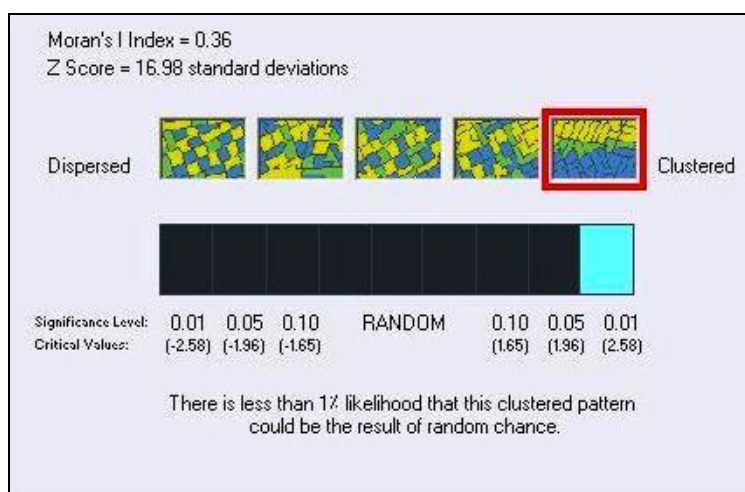 Moran's I Index = 0.36
Z Score = 16.98 standard deviations
Dispersed
Clustered
Significance Level: 0.01 0.05 0.10 RANDOM 0.10 0.05 0.01
Critical Values: (-2.58) (-1.96) (-1.65) (1.65) (1.96) (2.58)
There is less than 1% likelihood that this clustered pattern
could be the result of random chance.